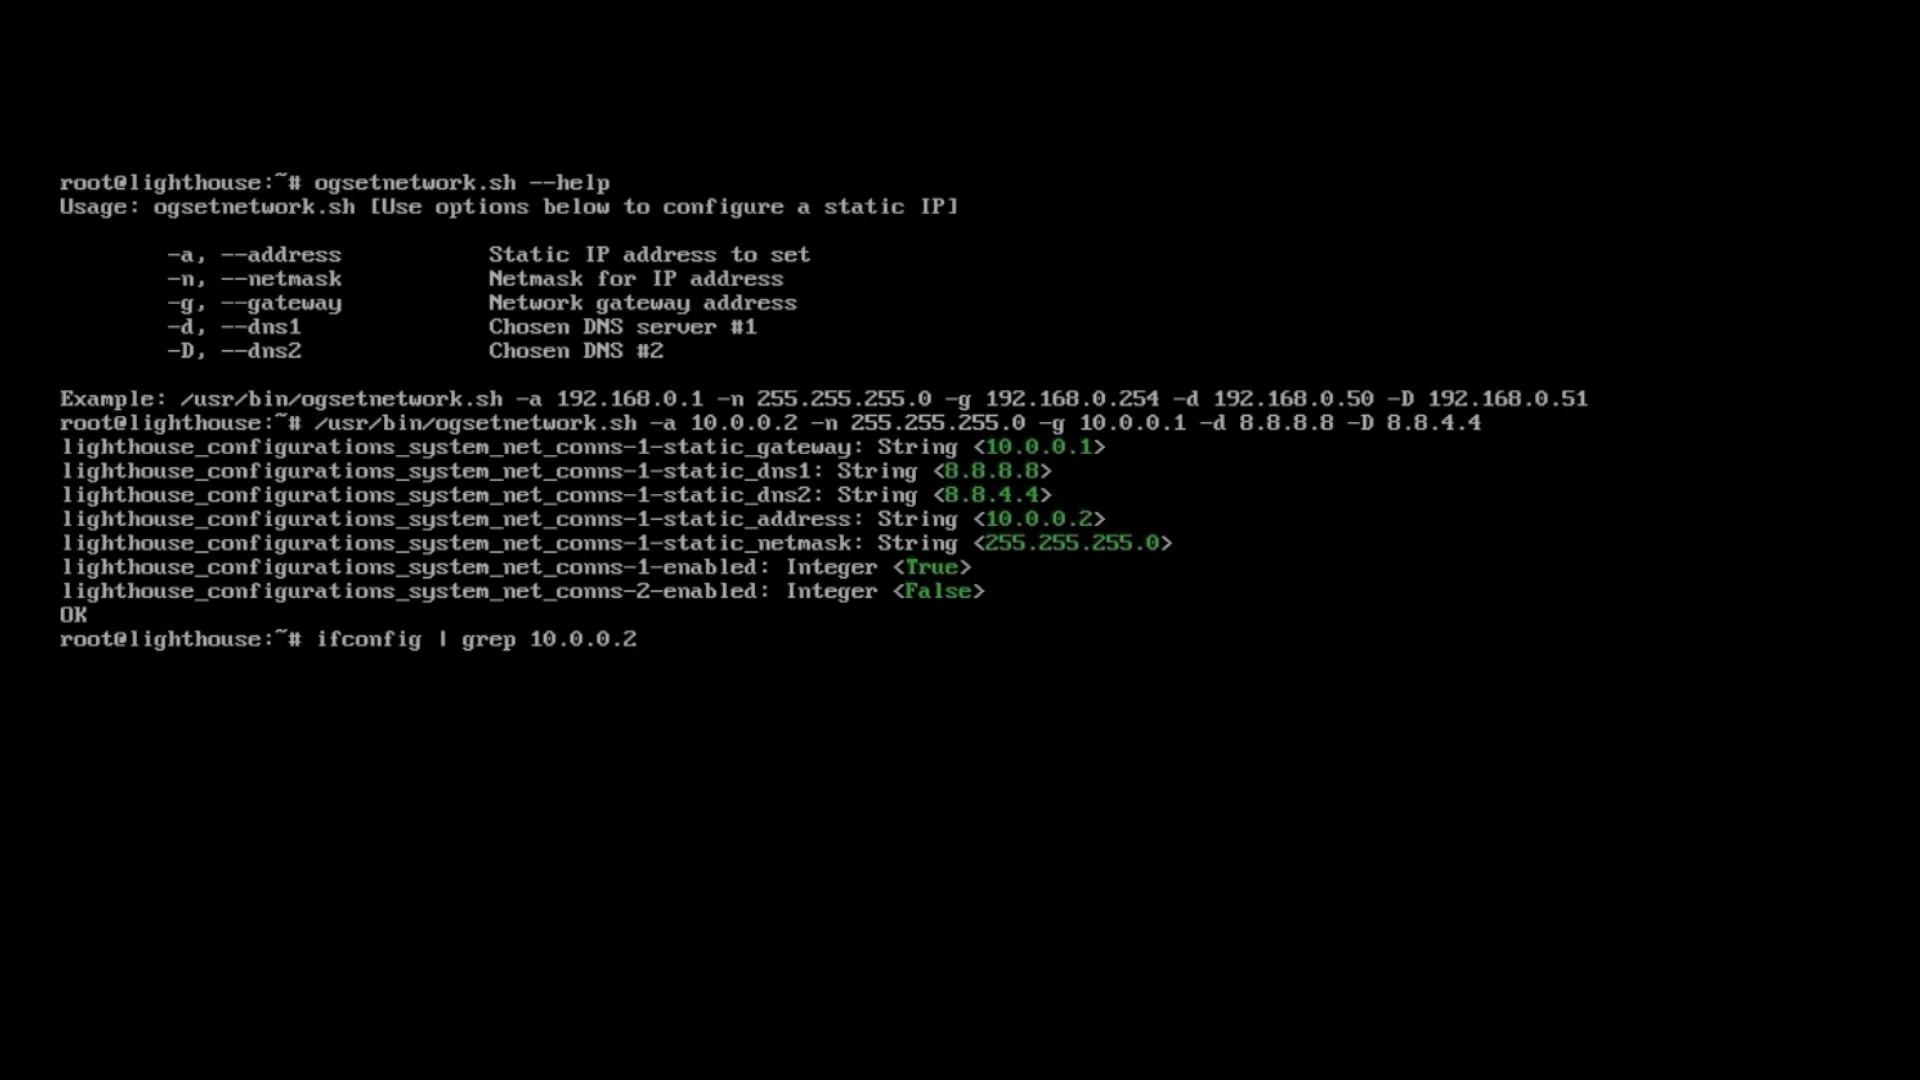 root@lighthouse:~# ogsetnetwork.sh --help
Usage: ogsetnetwork.sh [Use options below to configure a static IP]
-a, --address Static IP address to set
-n, --netmask Netmask for IP address
-g, --gateway Network gateway address
-d, --dns1 Chosen DNS server #1
-D, --dns2 Chosen DNS #2
Example: /usr/bin/ogsetnetwork.sh -a 192.168.0.1 -n 255.255.255.0 -g 192.168.0.254 -d 192.168.0.50 -D 192.168.0.51
root@lighthouse:~# /usr/bin/ogsetnetwork.sh -a 10.0.0.2 -n 255.255.255.0 -g 10.0.0.1 -d 8.8.8.8 -D 8.8.4.4
lighthouse_configurations_system_net_conns-1-static_gateway: String <10.0.0.1>
lighthouse_configurations_system_net_conns-1-static_dns1: String <8.8.8.8>
lighthouse_configurations_system_net_conns-1-static_dns2: String <8.8.4.4>
lighthouse_configurations_system_net_conns-1-static_address: String <10.0.0.2>
lighthouse_configurations_system_net_conns-1-static_netmask: String <255.255.255.0>
lighthouse_configurations_system_net_conns-1-enabled: Integer <True>
lighthouse_configurations_system_net_conns-2-enabled: Integer <False>
OK
root@lighthouse:~# ifconfig | grep 10.0.0.2